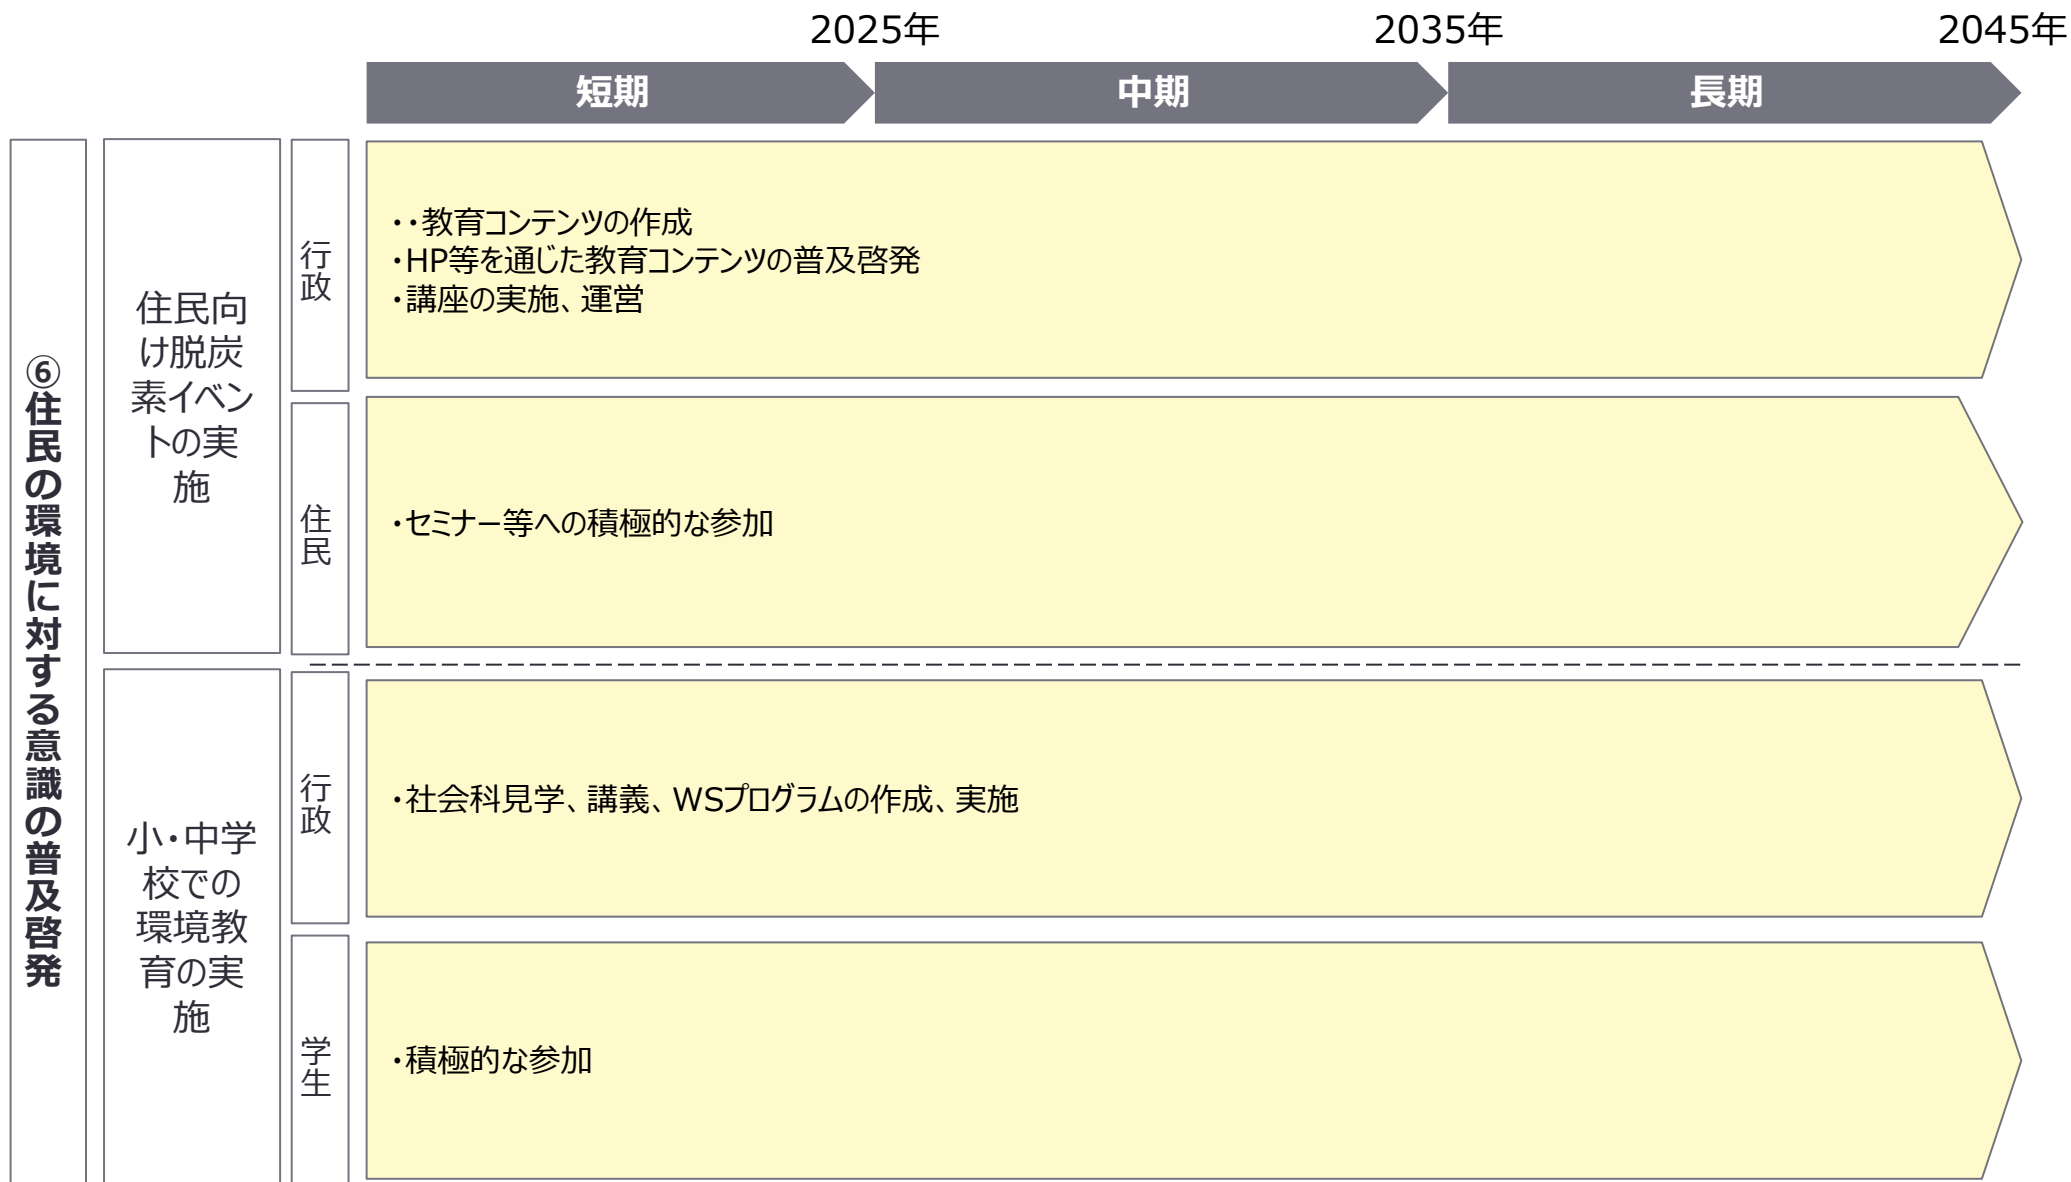 2025年
2035年
2045年
短期
中期
長期
⑥住民の環境に対する意識の普及啓発
住民向
け脱炭
素イベン
トの実
施
行政
・・教育コンテンツの作成
・HP等を通じた教育コンテンツの普及啓発
・講座の実施、運営
住民
・セミナー等への積極的な参加
小・中学
校での
環境教
育の実
施
行政
・社会科見学、講義、WSプログラムの作成、実施
学生
・積極的な参加